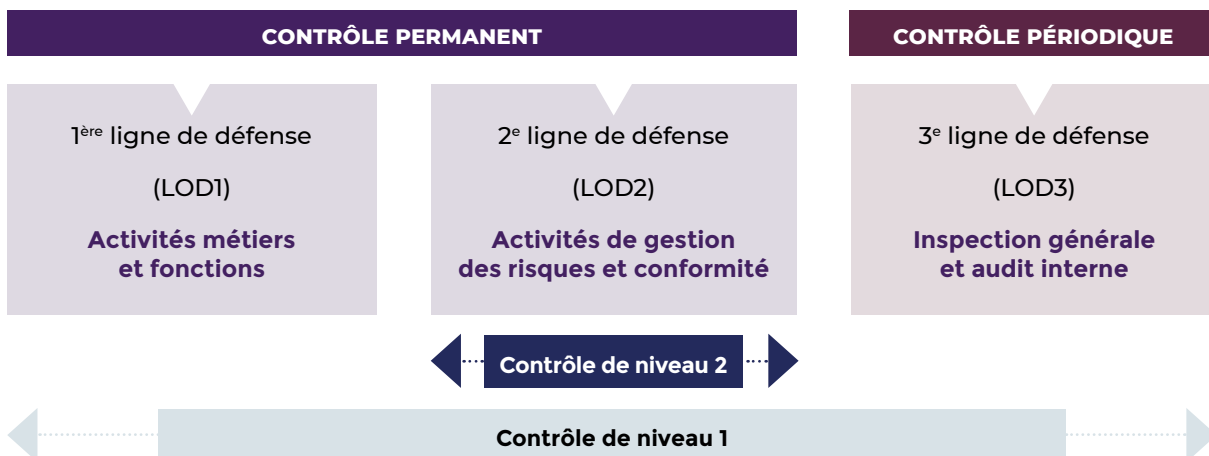 CONTRÔLE PERMANENT
CONTRÔLE PÉRIODIQUE
1ère ligne de défense
(LOD1)
Activités métiers
et fonctions
2e ligne de défense
(LOD2)
Activités de gestion
des risques et conformité
3e ligne de défense
(LOD3)
Inspection générale
et audit interne
Contrôle de niveau 2
Contrôle de niveau 1